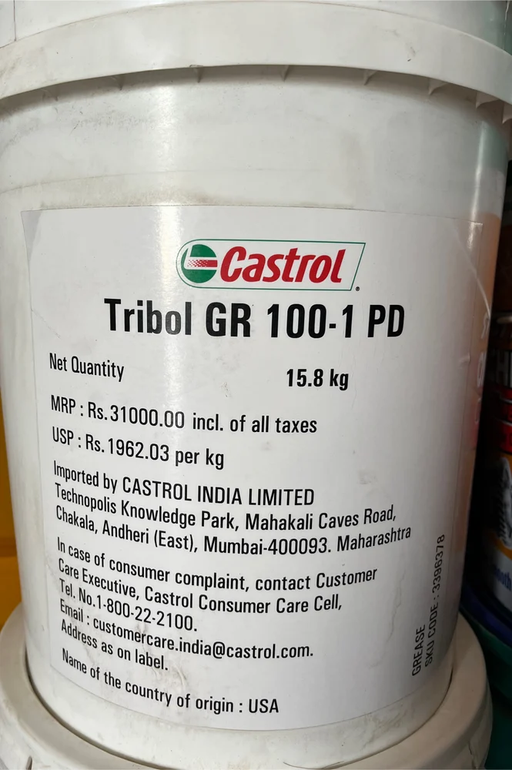 Castrol
Tribol GR 100-1 PD
Net Quantity 15.8 kg
MRP : Rs.31000.00 incl. of all taxes
USP : Rs.1962.03 per kg
Imported by CASTROL INDIA LIMITED
Technopolis Knowledge Park, Mahakali Caves Road,
Chakala, Andheri (East), Mumbai-400093. Maharashtra
In case of consumer complaint, contact Customer
Care Executive, Castrol Consumer Care Cell,
Tel. No.1-800-22-2100.
Email : customercare.india@castrol.com.
Address as on label.
Name of the country of origin : USA
GREASE
SKU CODE : 3396378